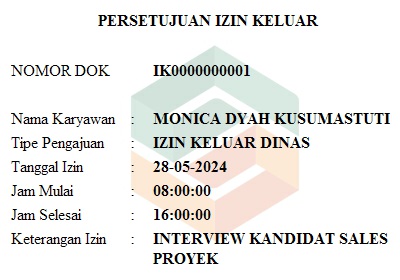 PERSETUJUAN IZIN KELUAR
NOMOR DOK IK0000000001
Nama Karyawan : MONICA DYAH KUSUMASTUTI
Tipe Pengajuan : IZIN KELUAR DINAS
Tanggal Izin : 28-05-2024
Jam Mulai : 08:00:00
Jam Selesai : 16:00:00
Keterangan Izin : INTERVIEW KANDIDAT SALES
PROYEK